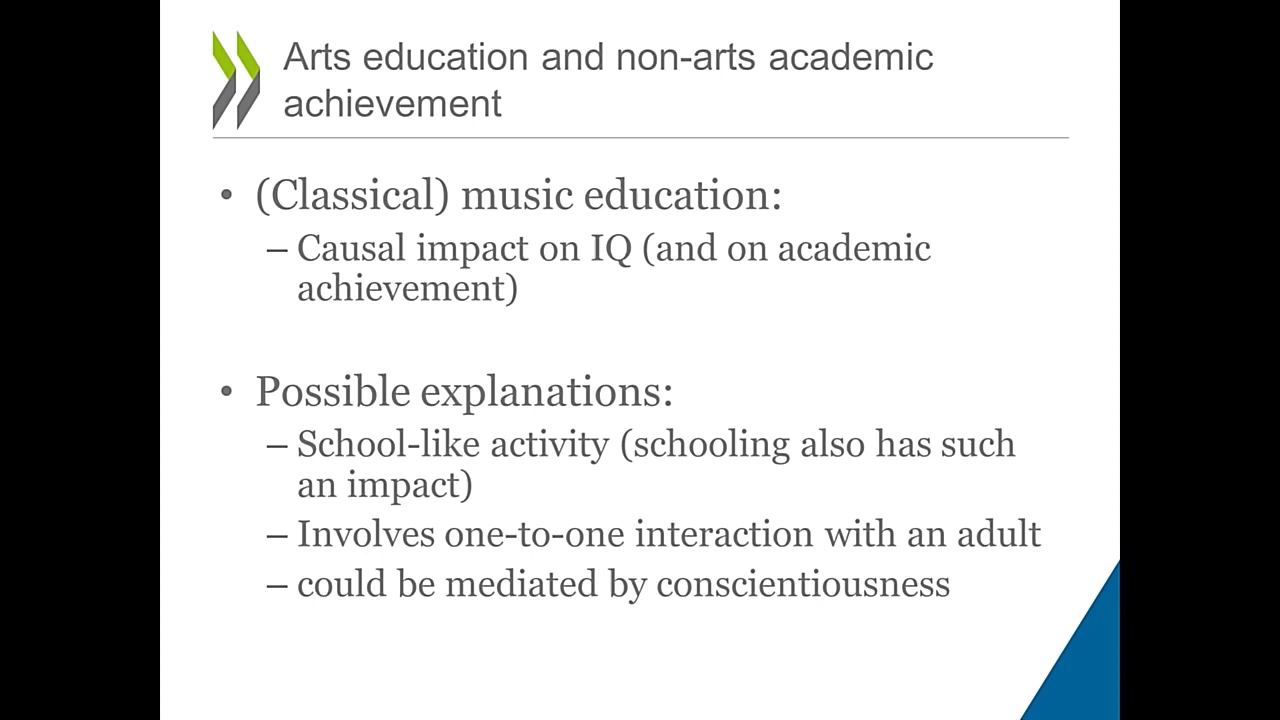 Arts education and non-arts academic
achievement
• (Classical) music education:
– Causal impact on IQ (and on academic
achievement)
• Possible explanations:
– School-like activity (schooling also has such
an impact)
– Involves one-to-one interaction with an adult
– could be mediated by conscientiousness